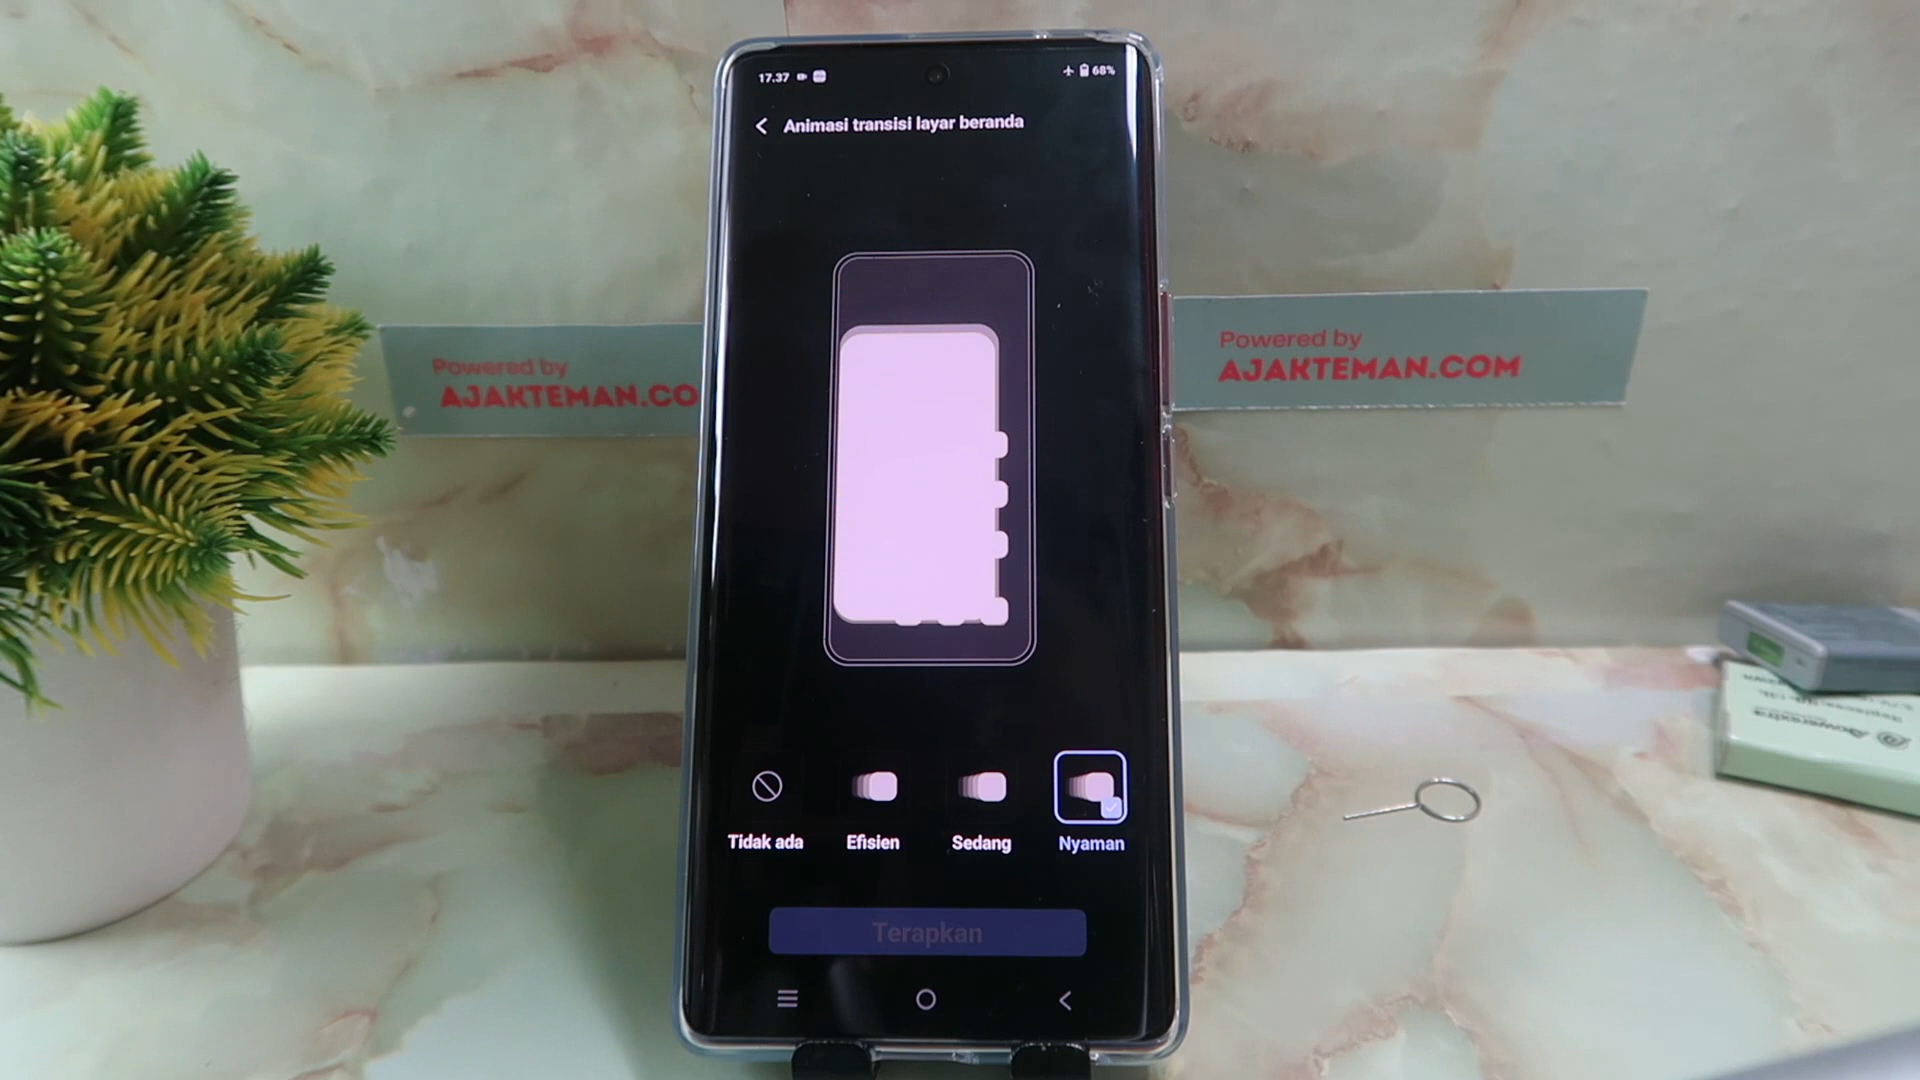 17.37
68%
Animasi transisi layar beranda
Powered by
AJAKTEMAN.CO
Powered by
AJAKTEMAN.COM
Tidak ada
Efisien
Sedang
Nyaman
Terapkan
Powerextra